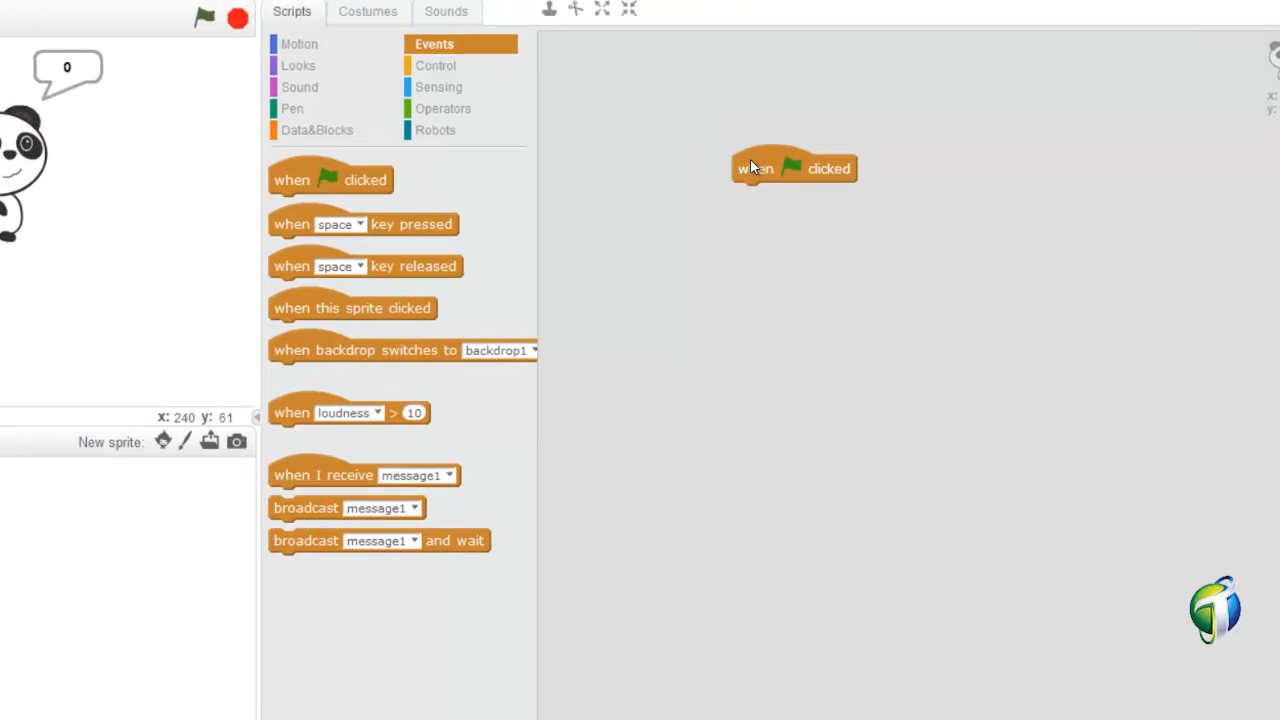 Scripts Costumes Sounds
0
Motion Events
Looks Control
Sound Sensing
Pen Operators
Data&Blocks Robots
when clicked
when space key pressed
when space key released
when this sprite clicked
when backdrop switches to backdrop1
when loudness > 10
when I receive message1
broadcast message1
broadcast message1 and wait
when clicked
x: 240 y: 61
New sprite:
x:
y: